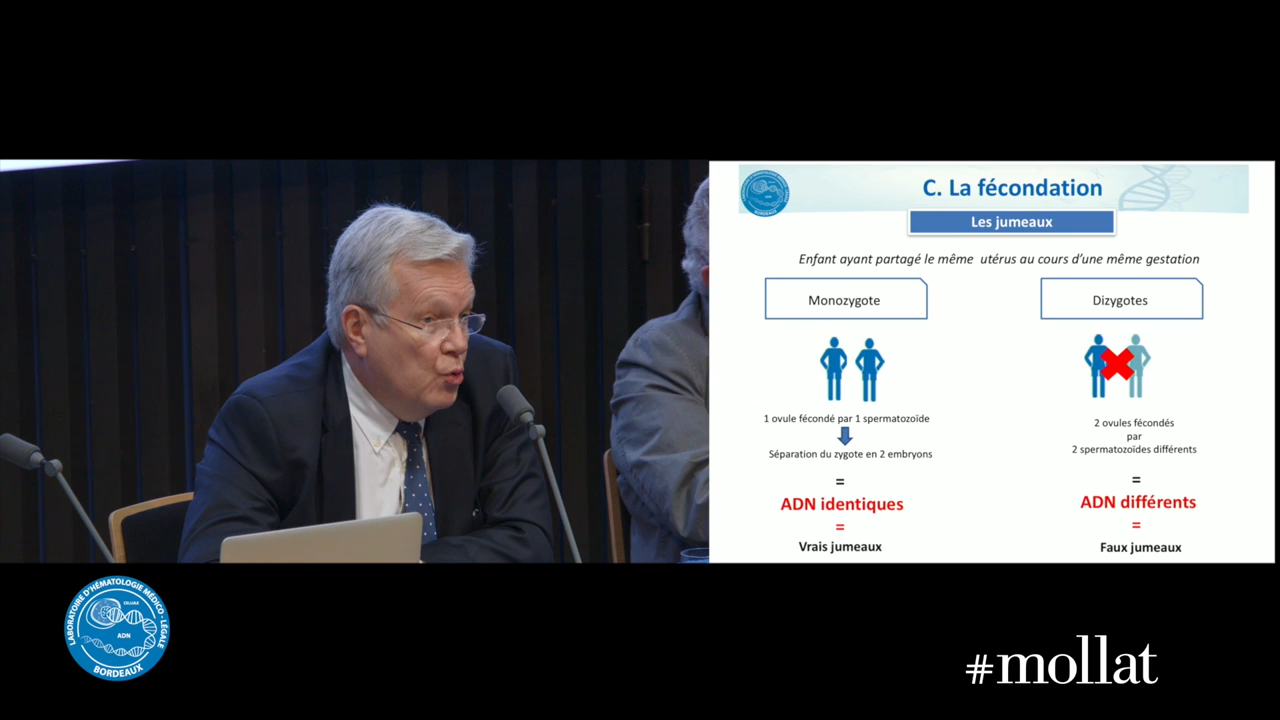 C. La fécondation
Les jumeaux
Enfant ayant partagé le même utérus au cours d’une même gestation
Monozygote
1 ovule fécondé par 1 spermatozoïde
Séparation du zygote en 2 embryons
=
ADN identiques
=
Vrais jumeaux
Dizygotes
2 ovules fécondés
par
2 spermatozoïdes différents
=
ADN différents
=
Faux jumeaux
LABORATOIRE D'HÉMATOLOGIE MÉDICO-LÉGALE
ADN
BORDEAUX
#mollat